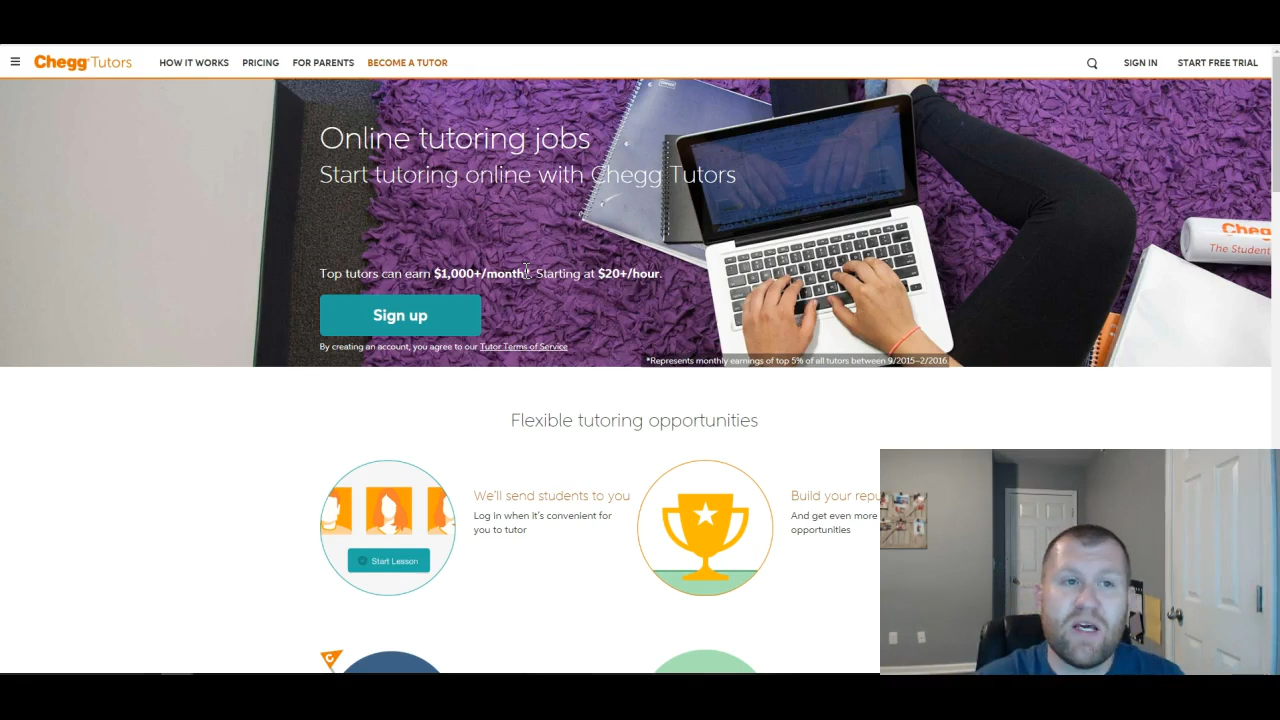 Chegg Tutors
HOW IT WORKS
PRICING
FOR PARENTS
BECOME A TUTOR
SIGN IN
START FREE TRIAL
Online tutoring jobs
Start tutoring online with Chegg Tutors
Top tutors can earn $1,000+/month*. Starting at $20+/hour.
Sign up
By creating an account, you agree to our Tutor Terms of Service
Cheg
The Student
*Represents monthly earnings of top 5% of all tutors between 9/2015–2/2016.
Flexible tutoring opportunities
We'll send students to you
Log in when it's convenient for
you to tutor
Start Lesson
Build your repu
And get even more
opportunities